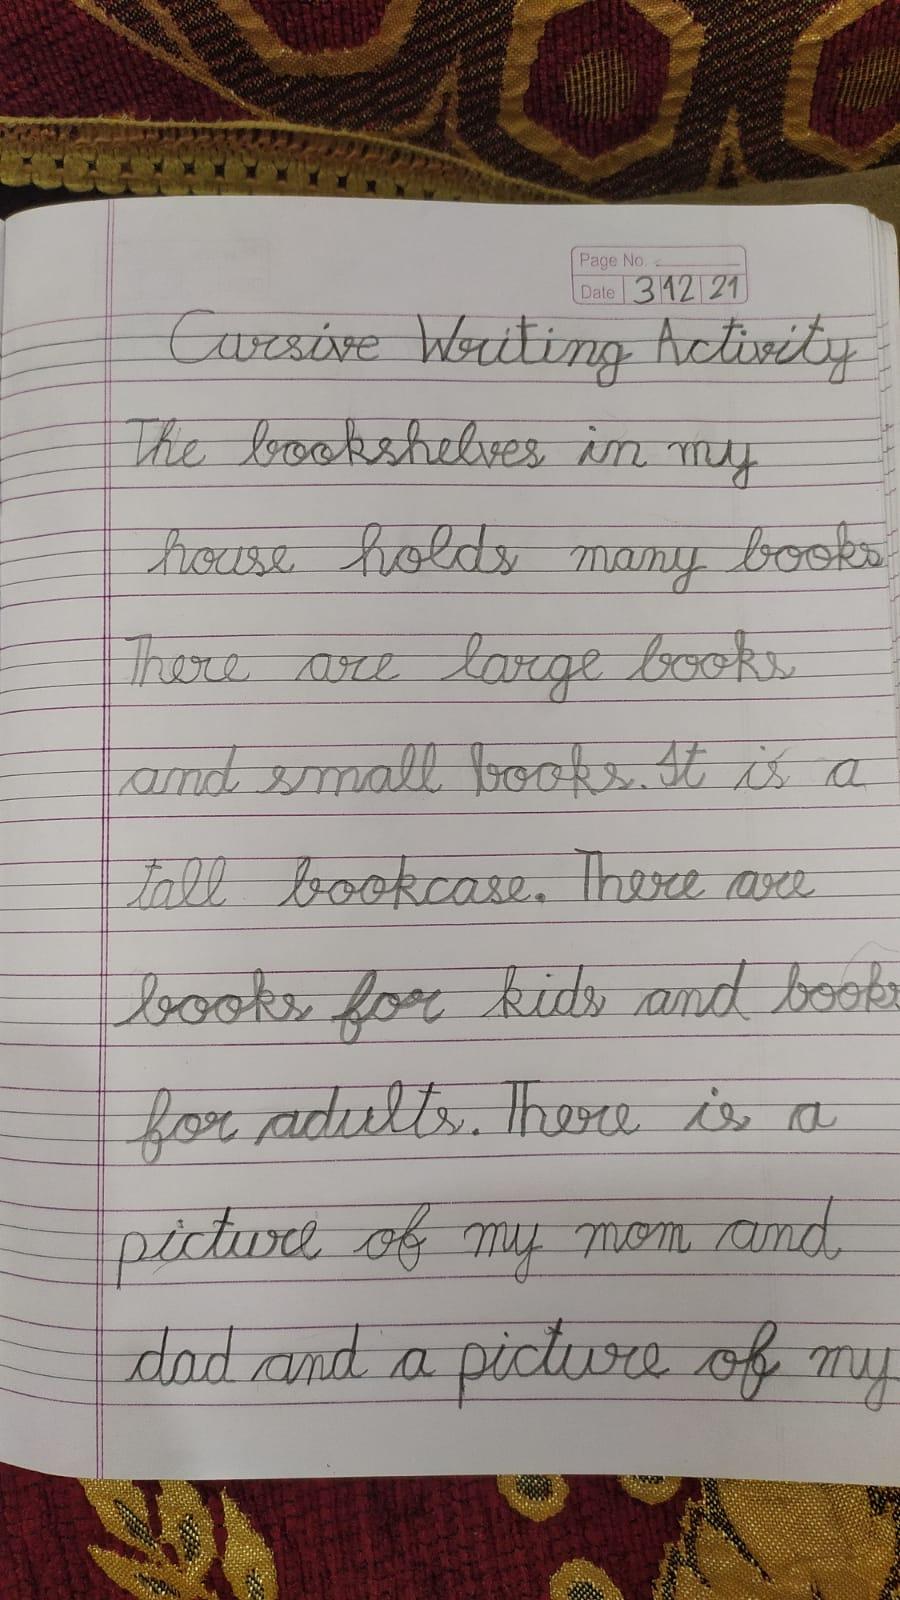 Page No.
Date 3 12 21
Cursive Writing Activity
The bookshelves in my
house holds many books
There are large books
and small books. It is a
tall bookcase. There are
books for kids and books
for adults. There is a
picture of my mom and
dad and a picture of my